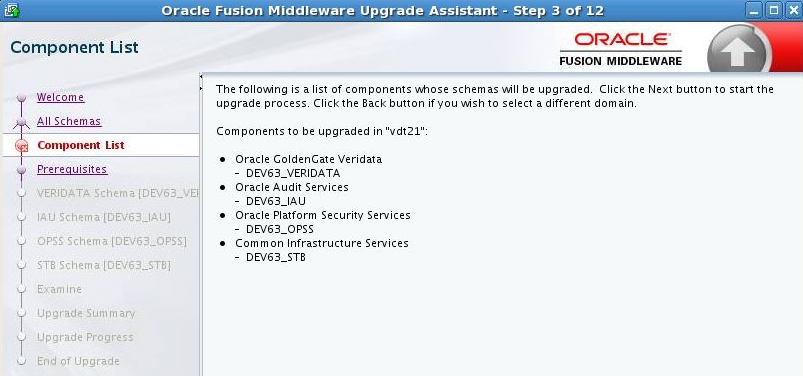 Oracle Fusion Middleware Upgrade Assistant - Step 3 of 12
Component List
ORACLE
FUSION MIDDLEWARE
Welcome
All Schemas
Component List
Prerequisites
VERIDATA Schema [DEV63_VER
IAU Schema [DEV63_IAU]
OPSS Schema [DEV63_OPSS]
STB Schema [DEV63_STB]
Examine
Upgrade Summary
Upgrade Progress
End of Upgrade
The following is a list of components whose schemas will be upgraded. Click the Next button to start the
upgrade process. Click the Back button if you wish to select a different domain.
Components to be upgraded in "vdt21":
● Oracle GoldenGate Veridata
- DEV63_VERIDATA
● Oracle Audit Services
- DEV63_IAU
● Oracle Platform Security Services
- DEV63_OPSS
● Common Infrastructure Services
- DEV63_STB